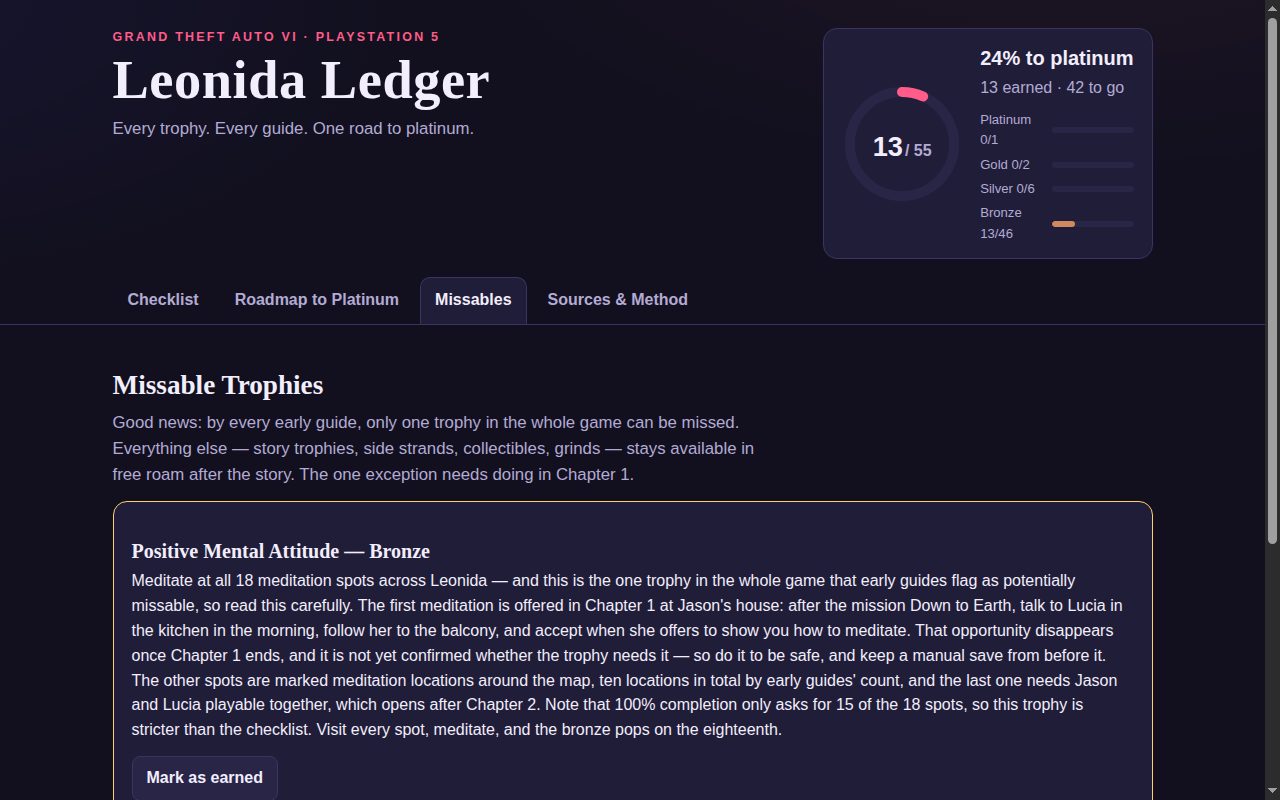 GRAND THEFT AUTO VI · PLAYSTATION 5
Leonida Ledger
Every trophy. Every guide. One road to platinum.
13 / 55
24% to platinum
13 earned · 42 to go
Platinum
0/1
Gold 0/2
Silver 0/6
Bronze
13/46
Checklist
Roadmap to Platinum
Missables
Sources & Method
Missable Trophies
Good news: by every early guide, only one trophy in the whole game can be missed.
Everything else — story trophies, side strands, collectibles, grinds — stays available in
free roam after the story. The one exception needs doing in Chapter 1.
Positive Mental Attitude — Bronze
Meditate at all 18 meditation spots across Leonida — and this is the one trophy in the whole game that early guides flag as potentially
missable, so read this carefully. The first meditation is offered in Chapter 1 at Jason's house: after the mission Down to Earth, talk to Lucia in
the kitchen in the morning, follow her to the balcony, and accept when she offers to show you how to meditate. That opportunity disappears
once Chapter 1 ends, and it is not yet confirmed whether the trophy needs it — so do it to be safe, and keep a manual save from before it.
The other spots are marked meditation locations around the map, ten locations in total by early guides' count, and the last one needs Jason
and Lucia playable together, which opens after Chapter 2. Note that 100% completion only asks for 15 of the 18 spots, so this trophy is
stricter than the checklist. Visit every spot, meditate, and the bronze pops on the eighteenth.
Mark as earned